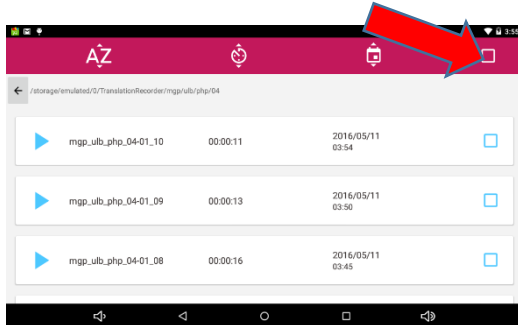 3:55
AZ
/storage/emulated/0/TranslationRecorder/mgp/ulb/php/04
mgp_ulb_php_04-01_10 00:00:11 2016/05/11
03:54
mgp_ulb_php_04-01_09 00:00:13 2016/05/11
03:50
mgp_ulb_php_04-01_08 00:00:16 2016/05/11
03:45